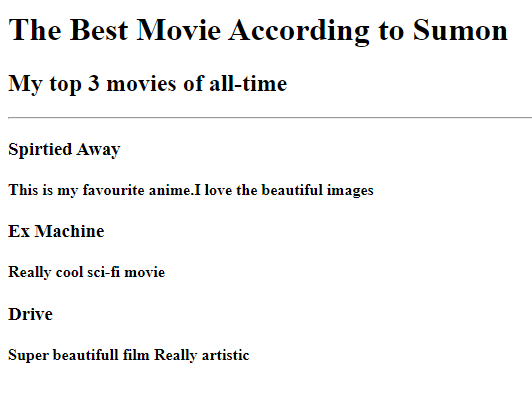 The Best Movie According to Sumon
My top 3 movies of all-time
Spirtied Away
This is my favourite anime.I love the beautiful images
Ex Machine
Really cool sci-fi movie
Drive
Super beautifull film Really artistic